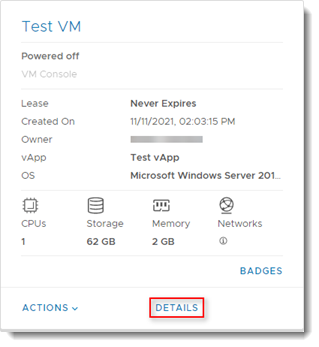 Test VM
Powered off
VM Console
Lease Never Expires
Created On 11/11/2021, 02:03:15 PM
Owner
vApp Test vApp
OS Microsoft Windows Server 201...
CPUs Storage Memory Networks
1 62 GB 2 GB
BADGES
ACTIONS DETAILS